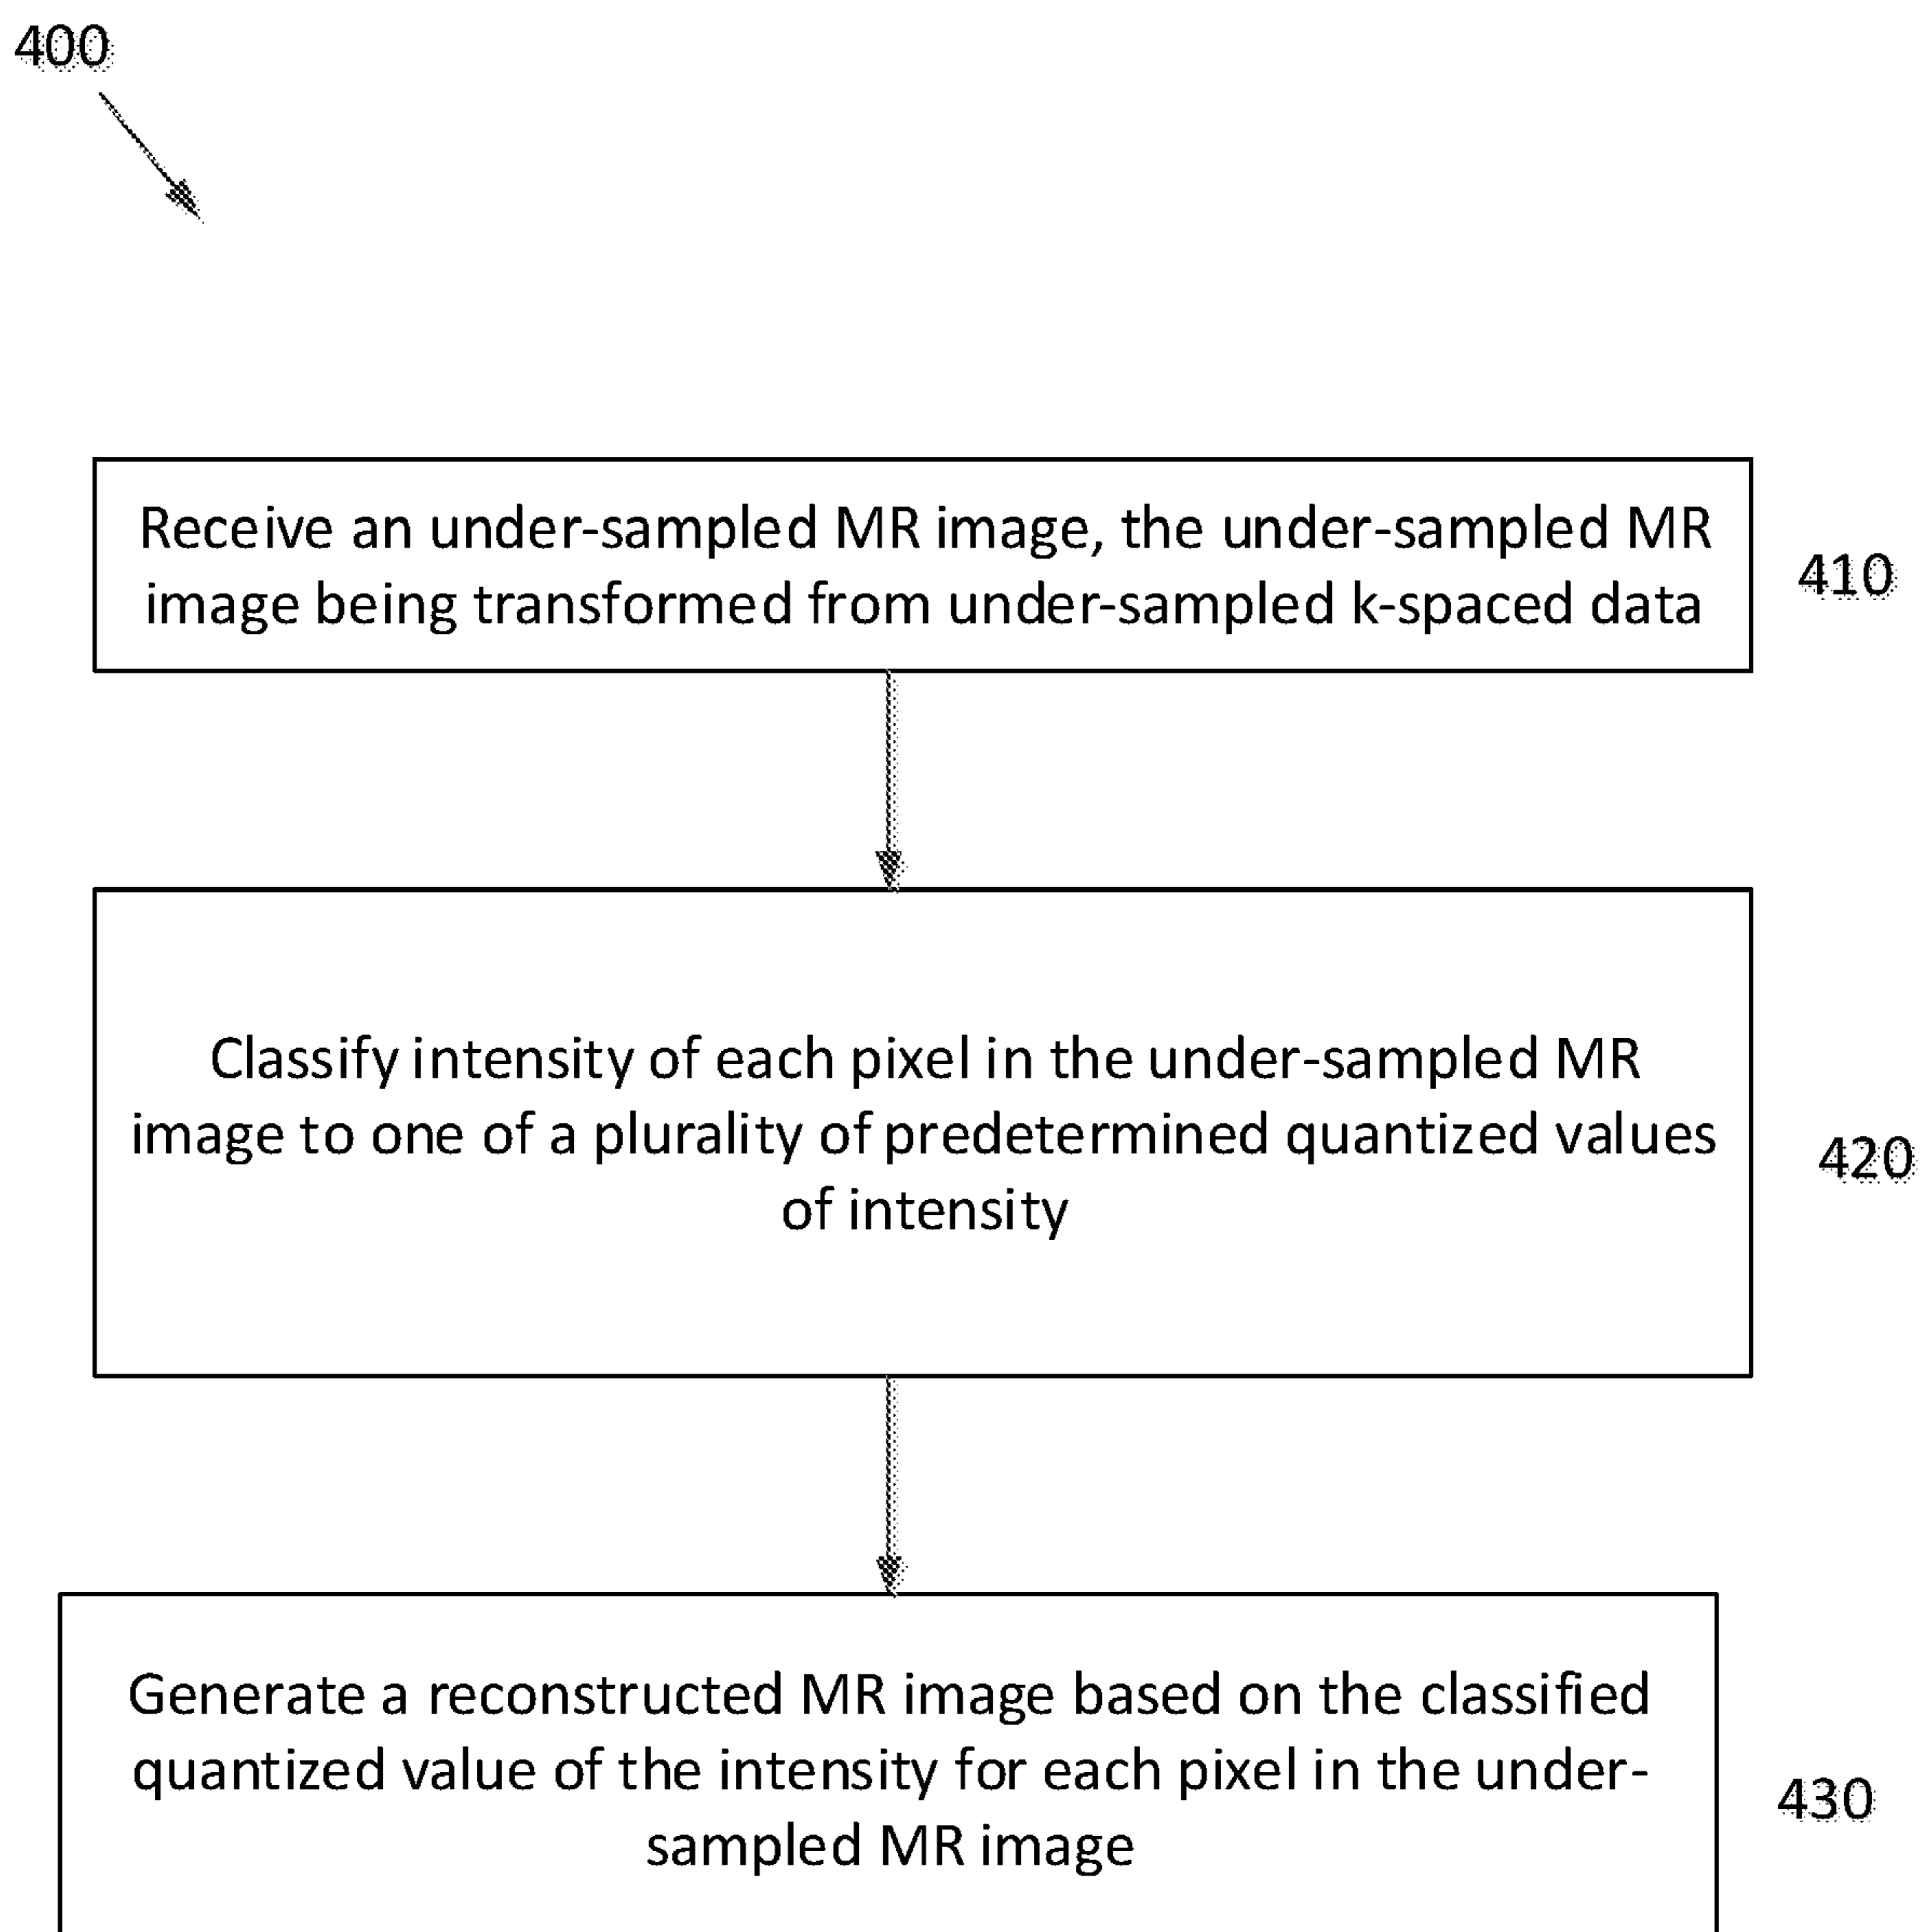 400
Receive an under-sampled MR image, the under-sampled MR
image being transformed from under-sampled k-spaced data
410
Classify intensity of each pixel in the under-sampled MR
image to one of a plurality of predetermined quantized values
of intensity
420
Generate a reconstructed MR image based on the classified
quantized value of the intensity for each pixel in the under-
sampled MR image
430